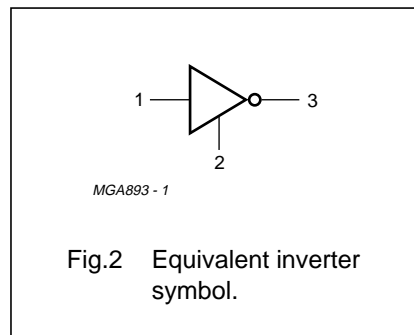 1
3
2
MGA893 - 1
Fig.2 Equivalent inverter
symbol.